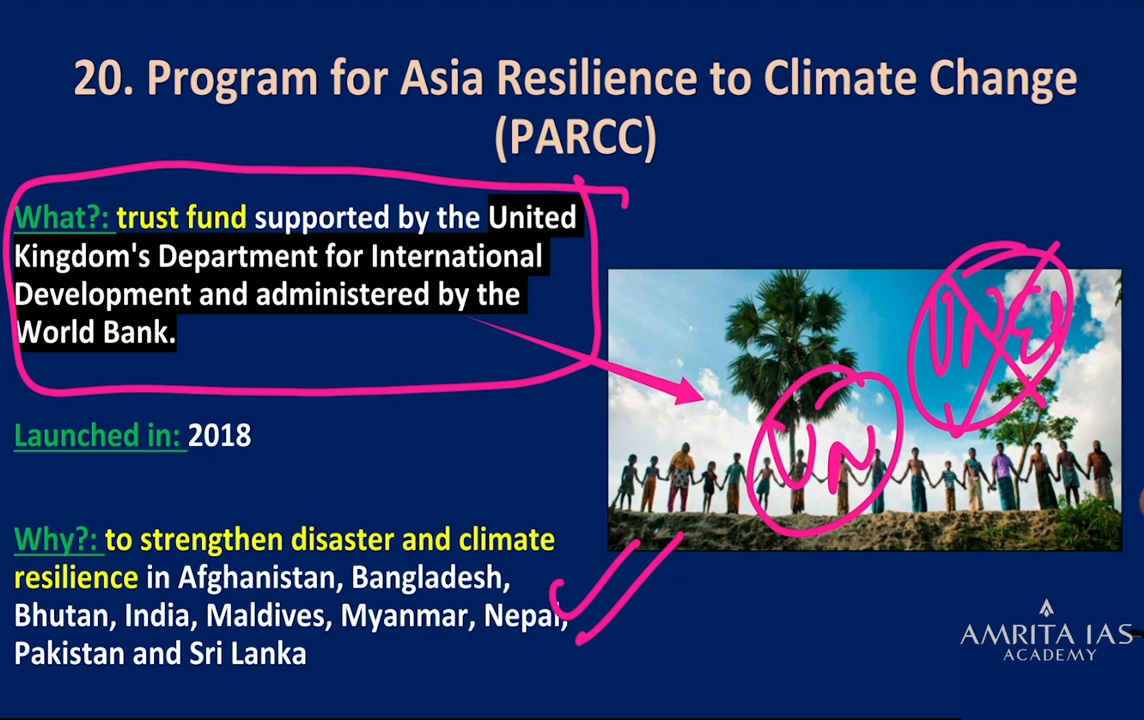 20. Program for Asia Resilience to Climate Change
(PARCC)
What?: trust fund supported by the United
Kingdom's Department for International
Development and administered by the
World Bank.
Launched in: 2018
Why?: to strengthen disaster and climate
resilience in Afghanistan, Bangladesh,
Bhutan, India, Maldives, Myanmar, Nepal,
Pakistan and Sri Lanka
UN
AMRITA IAS
ACADEMY